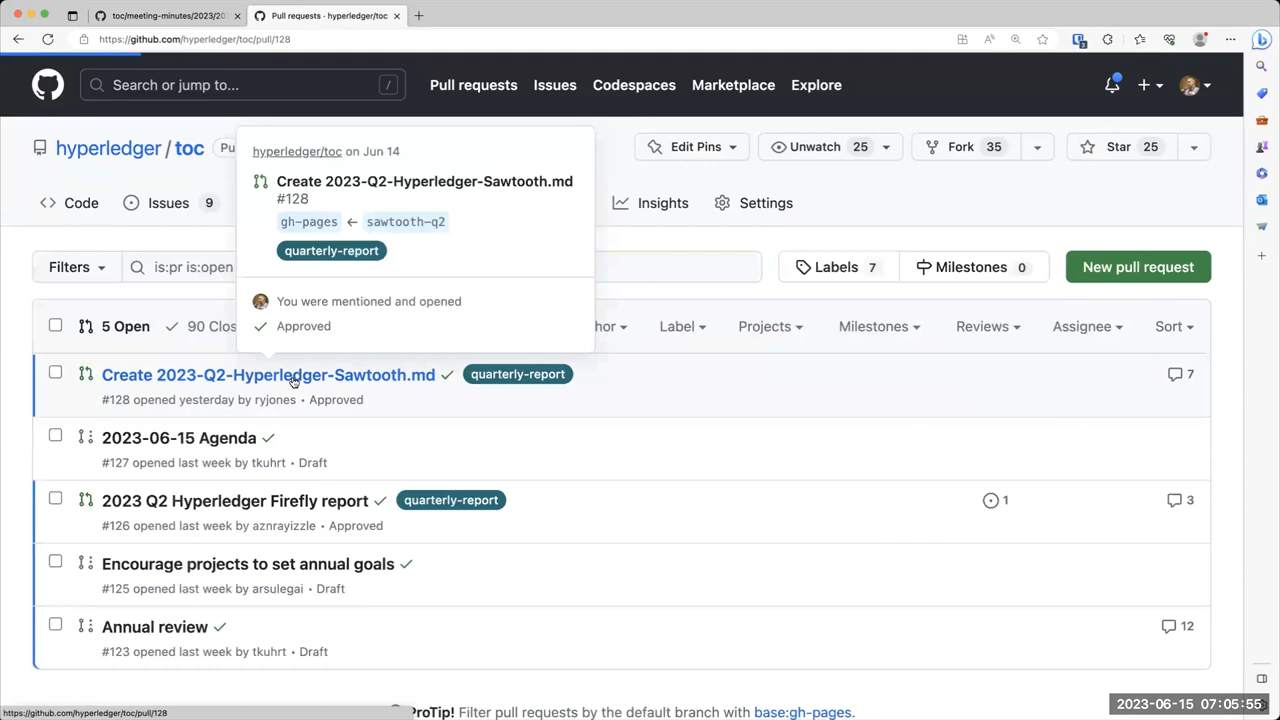 toc/meeting-minutes/2023/202
Pull requests · hyperledger/toc
https://github.com/hyperledger/toc/pull/128
Search or jump to...
/
Pull requests
Issues
Codespaces
Marketplace
Explore
hyperledger / toc
Pu
Edit Pins
Unwatch 25
Fork 35
Star 25
Code
Issues 9
Insights
Settings
hyperledger/toc on Jun 14
Create 2023-Q2-Hyperledger-Sawtooth.md
#128
gh-pages ← sawtooth-q2
quarterly-report
You were mentioned and opened
Approved
Filters
is:pr is:open
Labels 7
Milestones 0
New pull request
5 Open
90 Clos
hor
Label
Projects
Milestones
Reviews
Assignee
Sort
Create 2023-Q2-Hyperledger-Sawtooth.md
quarterly-report
7
#128 opened yesterday by ryjones • Approved
2023-06-15 Agenda
#127 opened last week by tkuhrt • Draft
2023 Q2 Hyperledger Firefly report
quarterly-report
1
3
#126 opened last week by aznrayizzle • Approved
Encourage projects to set annual goals
#125 opened last week by arsulegai • Draft
Annual review
12
#123 opened last week by tkuhrt • Draft
ProTip! Filter pull requests by the default branch with base:gh-pages.
https://github.com/hyperledger/toc/pull/128
2023-06-15 07:05:55